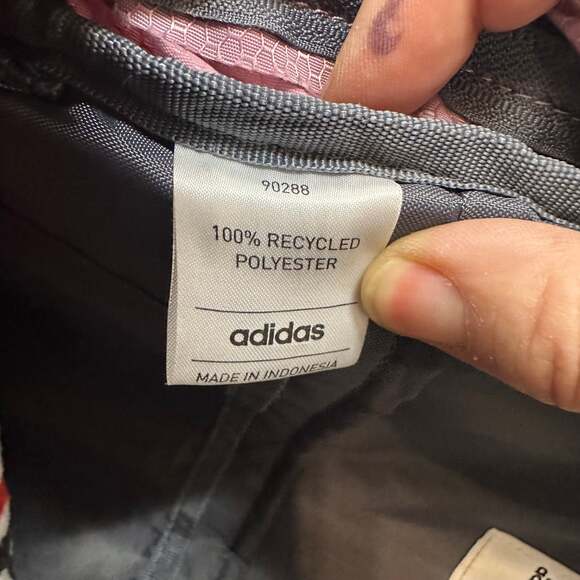 90288
100% RECYCLED
POLYESTER
adidas
MADE IN INDONESIA